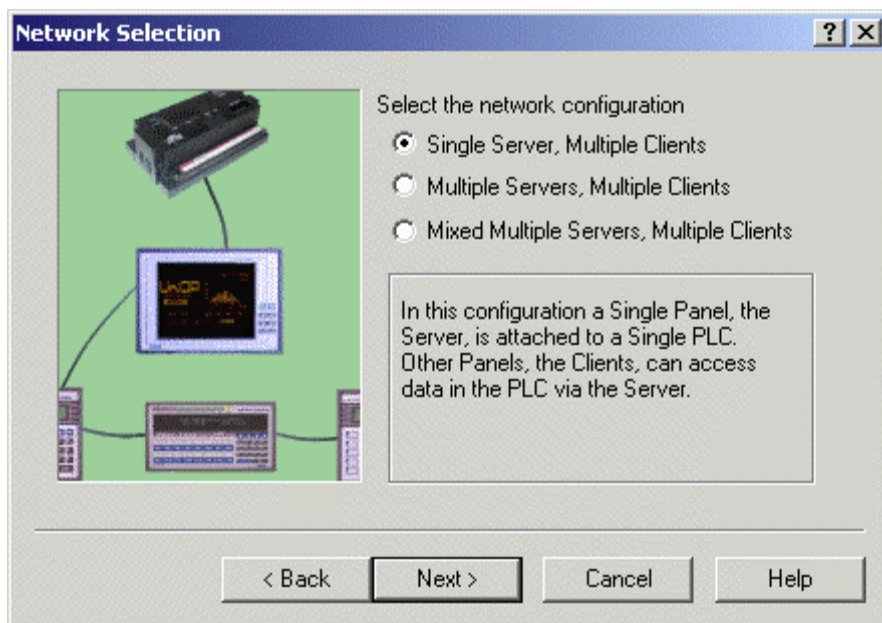 Network Selection
Select the network configuration
Single Server, Multiple Clients
Multiple Servers, Multiple Clients
Mixed Multiple Servers, Multiple Clients
UniOP
In this configuration a Single Panel, the
Server, is attached to a Single PLC.
Other Panels, the Clients, can access
data in the PLC via the Server.
< Back
Next >
Cancel
Help